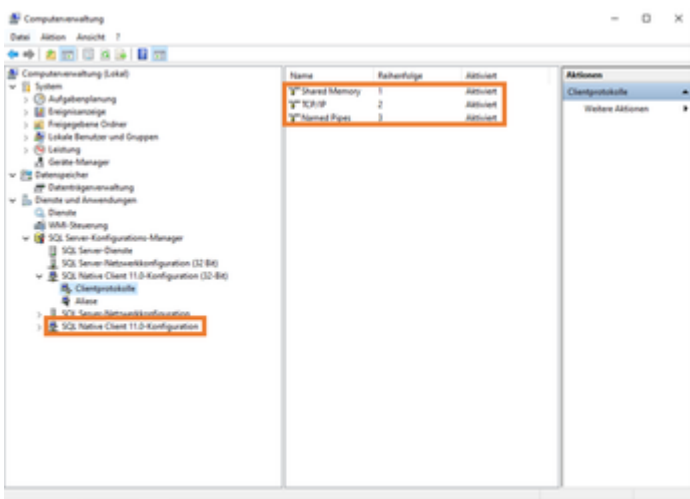 Computerverwaltung
Datei Aktion Ansicht ?
Computerverwaltung (Lokal)
System
Aufgabenplanung
Ereignisanzeige
Freigegebene Ordner
Lokale Benutzer und Gruppen
Leistung
Geräte-Manager
Datenspeicher
Datenträgerverwaltung
Dienste und Anwendungen
Dienste
WMI-Steuerung
SQL Server-Konfigurations-Manager
SQL Server-Dienste
SQL Server-Netzwerkkonfiguration (32 Bit)
SQL Native Client 11.0-Konfiguration (32-Bit)
Clientprotokolle
Aliase
SQL Server-Netzwerkkonfiguration
SQL Native Client 11.0-Konfiguration
Name Reihenfolge Aktiviert
Shared Memory 1 Aktiviert
TCP/IP 2 Aktiviert
Named Pipes 3 Aktiviert
Aktionen
Clientprotokolle
Weitere Aktionen